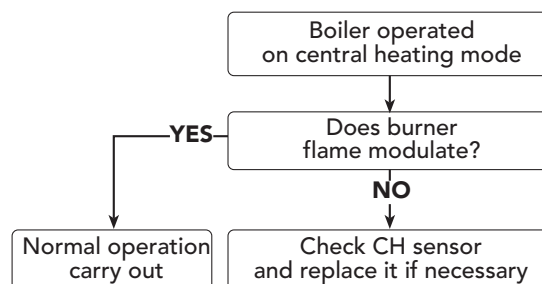 Boiler operated
on central heating mode
YES
Does burner
flame modulate?
NO
Normal operation
carry out
Check CH sensor
and replace it if necessary